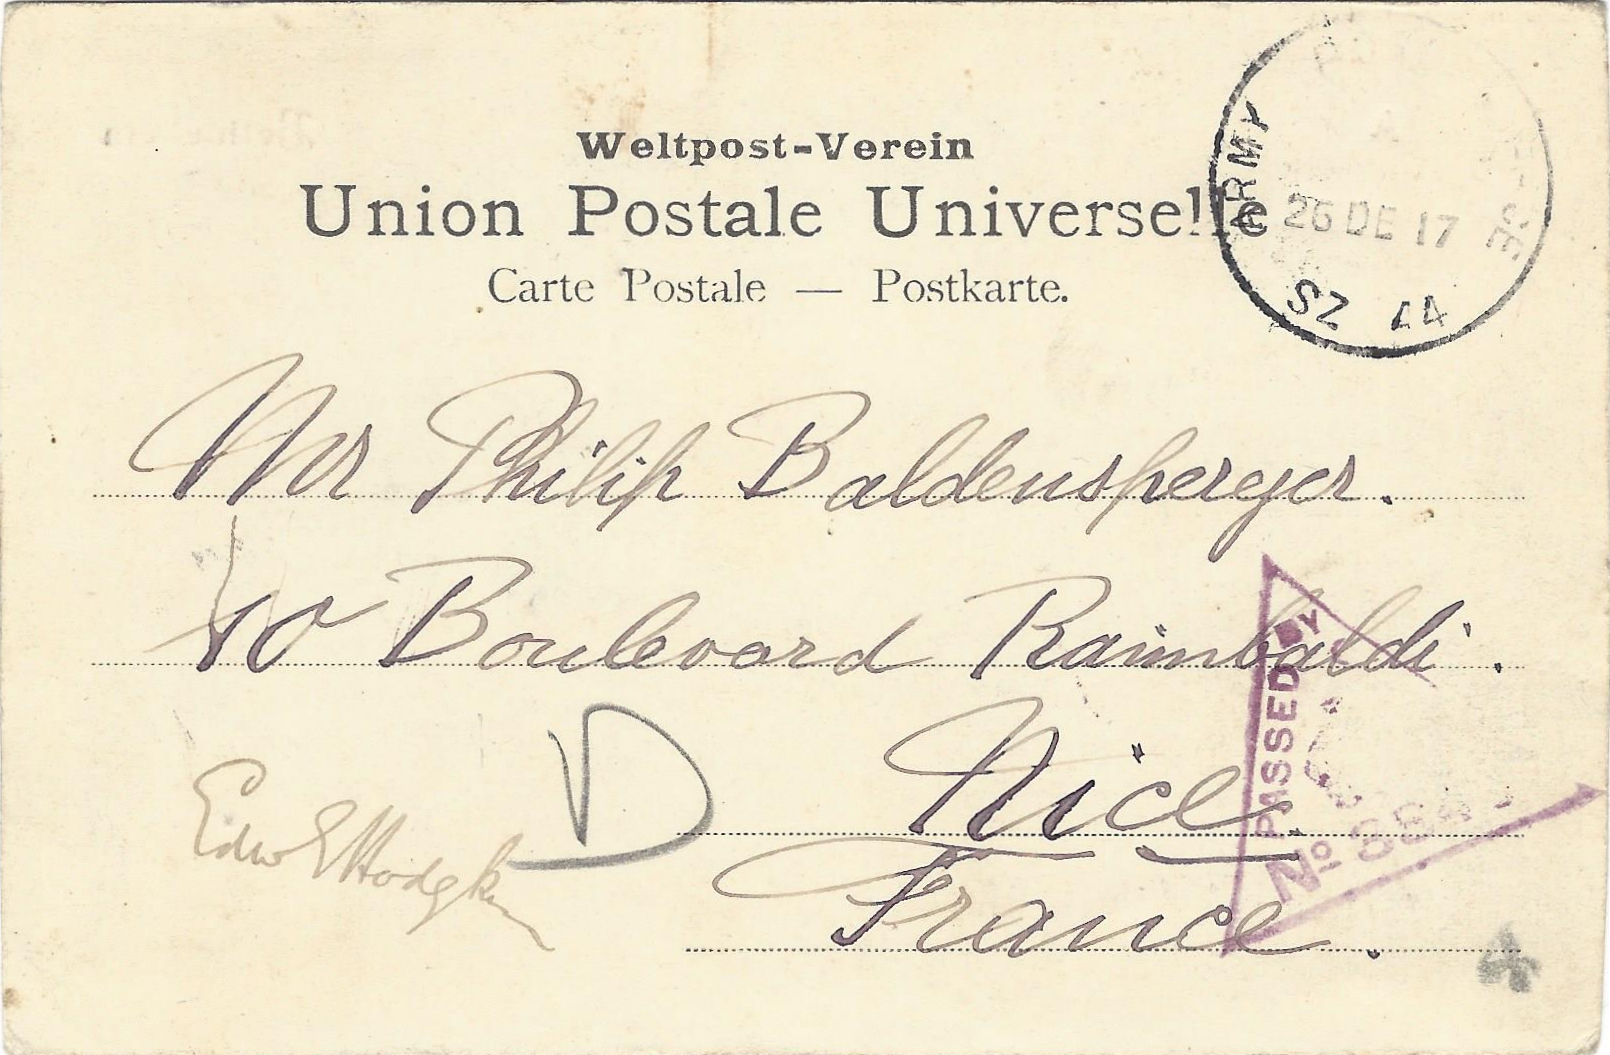 Weltpost-Verein
Union Postale Universelle
Carte Postale — Postkarte.
ARMY
26 DE 17
SZ 44
Mr Philip Baldensperger.
10 Boulevard Raimbaldi.
Nice.
France.
D
PASSED BY
No